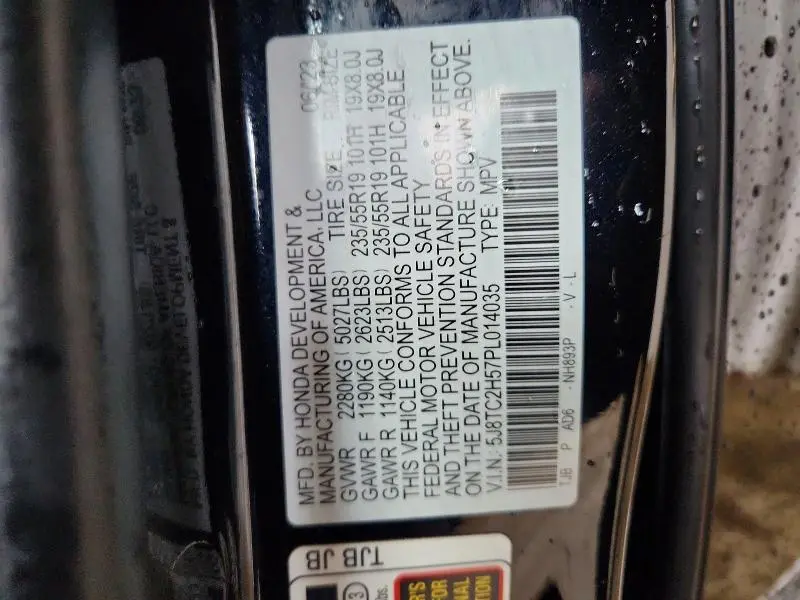 MFD. BY HONDA DEVELOPMENT & 06/23
MANUFACTURING OF AMERICA, LLC
TIRE SIZE RIM SIZE
GVWR 2280KG ( 5027LBS)
GAWR F 1190KG ( 2623LBS) 235/55R19 101H 19X8.0J
GAWR R 1140KG ( 2513LBS) 235/55R19 101H 19X8.0J
THIS VEHICLE CONFORMS TO ALL APPLICABLE
FEDERAL MOTOR VEHICLE SAFETY
AND THEFT PREVENTION STANDARDS IN EFFECT
ON THE DATE OF MANUFACTURE SHOWN ABOVE.
V.I.N.: 5J8TC2H57PL014035 TYPE: MPV
TJB P AD6 · NH893P · V · L
TJB JB